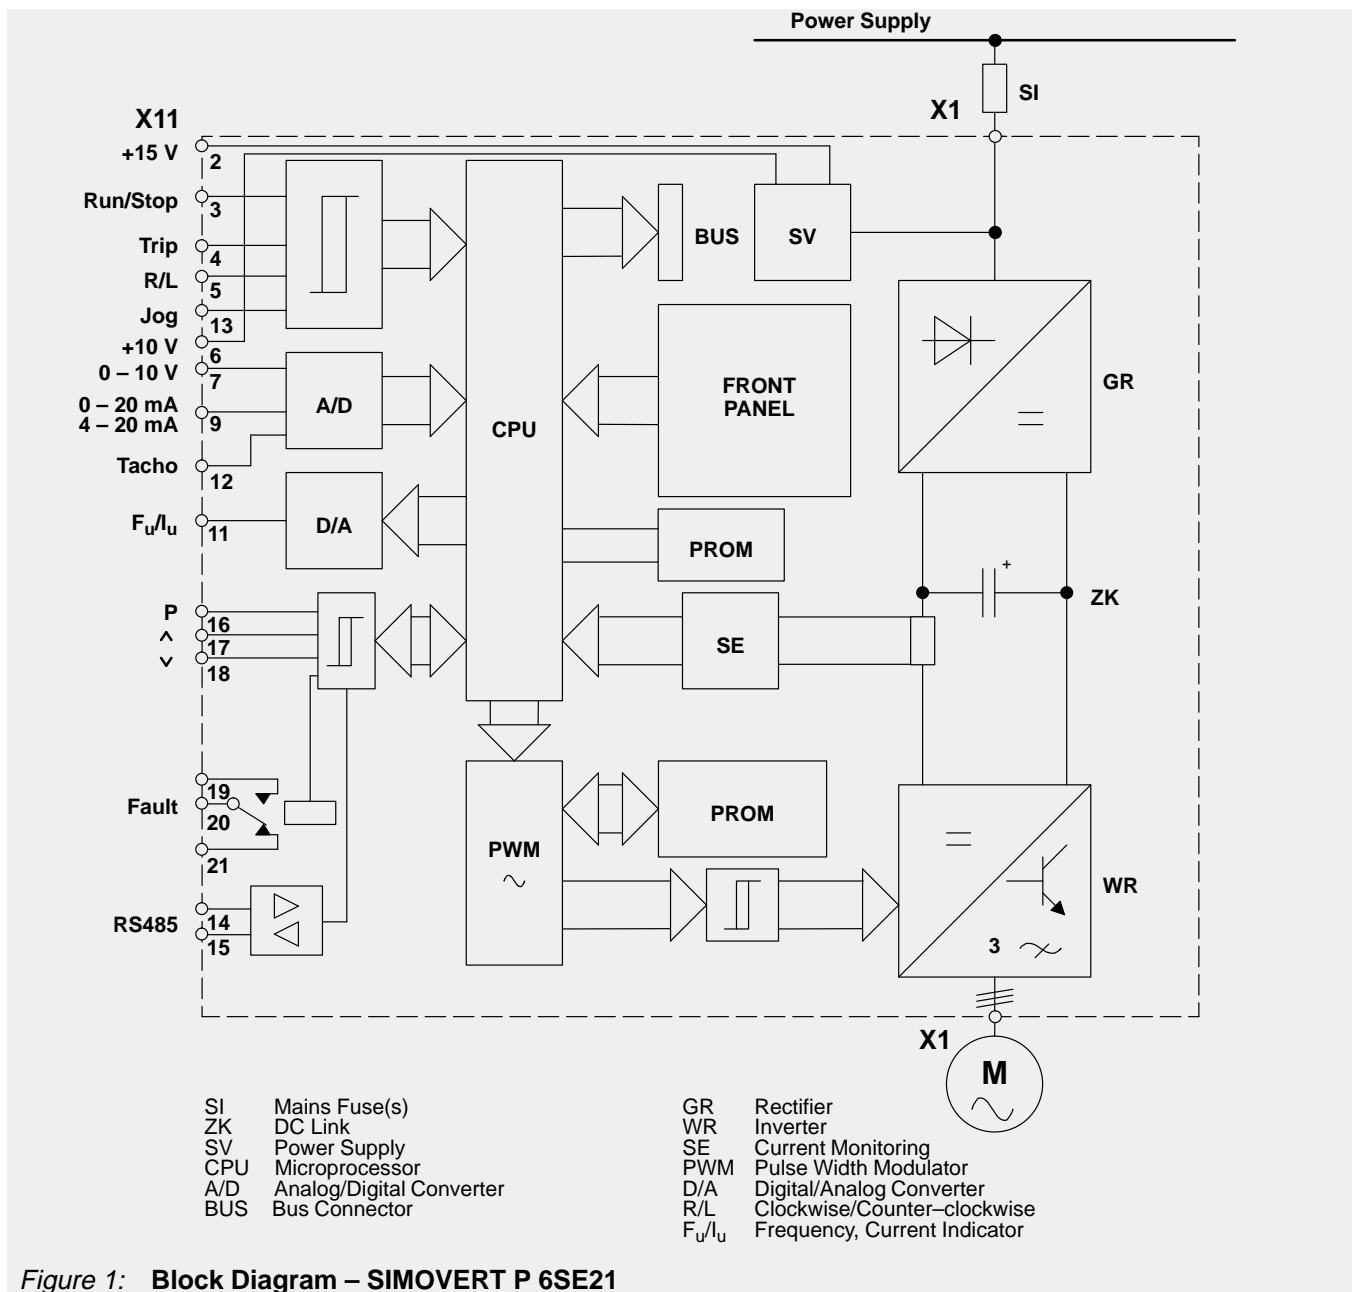 Power Supply
SI
X1
X11
+15 V
2
Run/Stop
3
Trip
4
R/L
5
Jog
13
+10 V
6
0 – 10 V
7
0 – 20 mA
4 – 20 mA
9
Tacho
12
Fu/Iu
11
P
16
^
17
v
18
19
Fault
20
21
RS485
14
15
A/D
D/A
CPU
BUS
SV
FRONT
PANEL
PROM
SE
PWM
~
PROM
GR
=
+
ZK
=
WR
3
X1
M
~
SI Mains Fuse(s)
ZK DC Link
SV Power Supply
CPU Microprocessor
A/D Analog/Digital Converter
BUS Bus Connector
GR Rectifier
WR Inverter
SE Current Monitoring
PWM Pulse Width Modulator
D/A Digital/Analog Converter
R/L Clockwise/Counter–clockwise
Fu/Iu Frequency, Current Indicator
Figure 1: Block Diagram – SIMOVERT P 6SE21